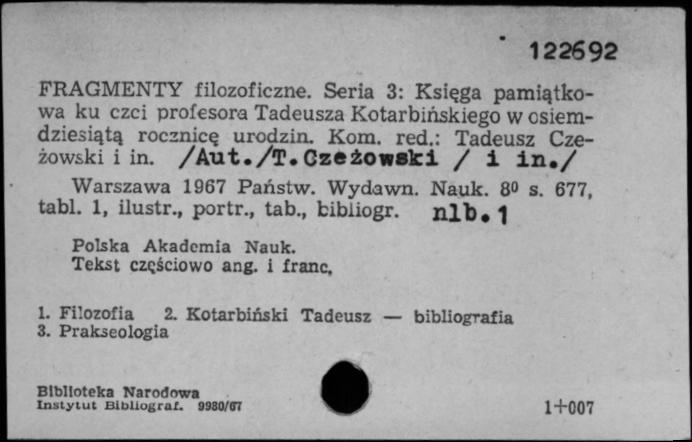 122692
FRAGMENTY filozoficzne. Seria 3: Księga pamiątko-
wa ku czci profesora Tadeusza Kotarbińskiego w osiem-
dziesiątą rocznicę urodzin. Kom. red.: Tadeusz Cze-
żowski i in. /Aut./T.Czeżowski / i in./
Warszawa 1967 Państw. Wydawn. Nauk. 8⁰ s. 677,
tabl. 1, ilustr., portr., tab., bibliogr. nlb.1
Polska Akademia Nauk.
Tekst częściowo ang. i franc.
1. Filozofia 2. Kotarbiński Tadeusz — bibliografia
3. Prakseologia
Biblioteka Narodowa
Instytut Bibliograf. 9980/67
1+007